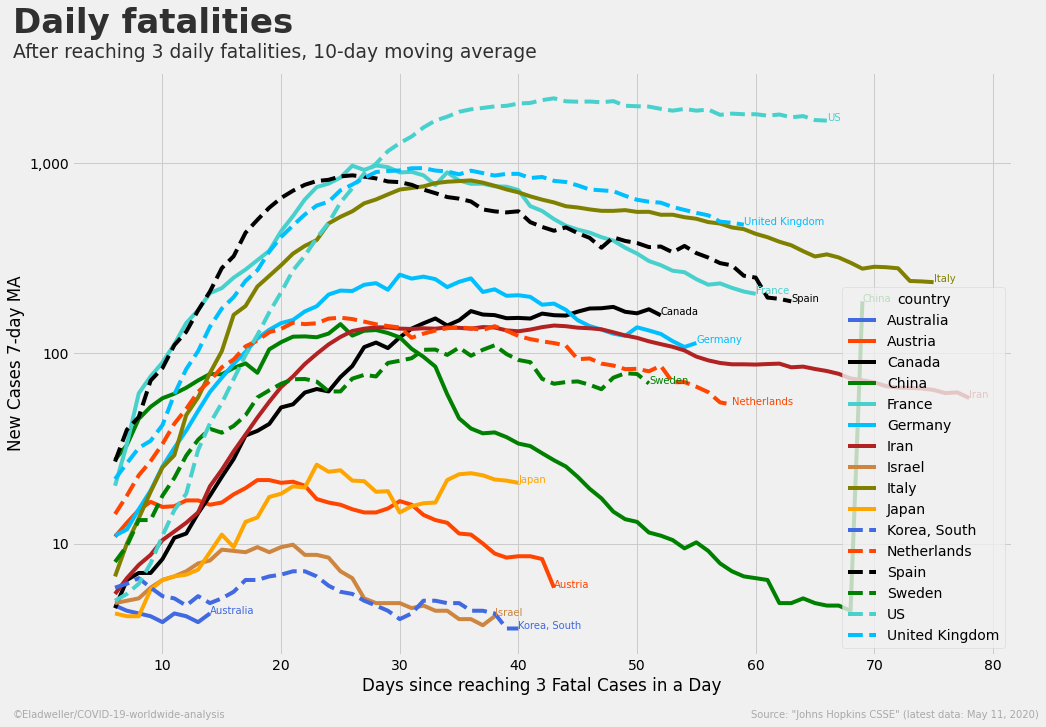 Daily fatalities
After reaching 3 daily fatalities, 10-day moving average
New Cases 7-day MA
1,000
100
10
US
United Kingdom
Italy
France
Spain
China
Canada
Germany
Sweden
Netherlands
Iran
Japan
Austria
Australia
Israel
Korea, South
country
Australia
Austria
Canada
China
France
Germany
Iran
Israel
Italy
Japan
Korea, South
Netherlands
Spain
Sweden
US
United Kingdom
10 20 30 40 50 60 70 80
Days since reaching 3 Fatal Cases in a Day
©Eladweller/COVID-19-worldwide-analysis
Source: "Johns Hopkins CSSE" (latest data: May 11, 2020)